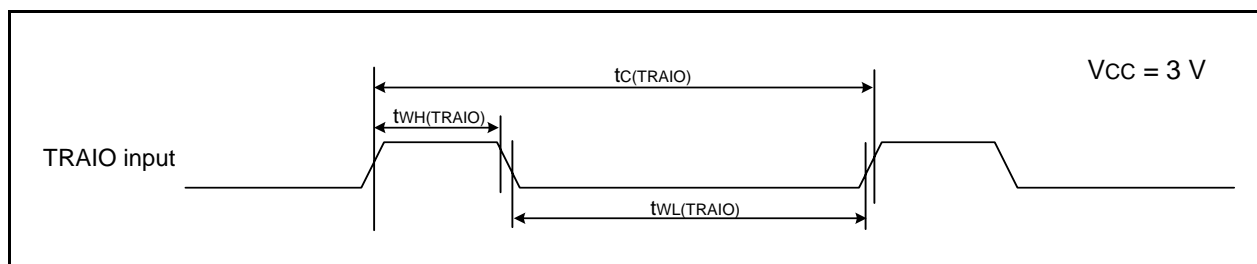 tC(TRAIO)
VCC = 3 V
tWH(TRAIO)
TRAIO input
tWL(TRAIO)